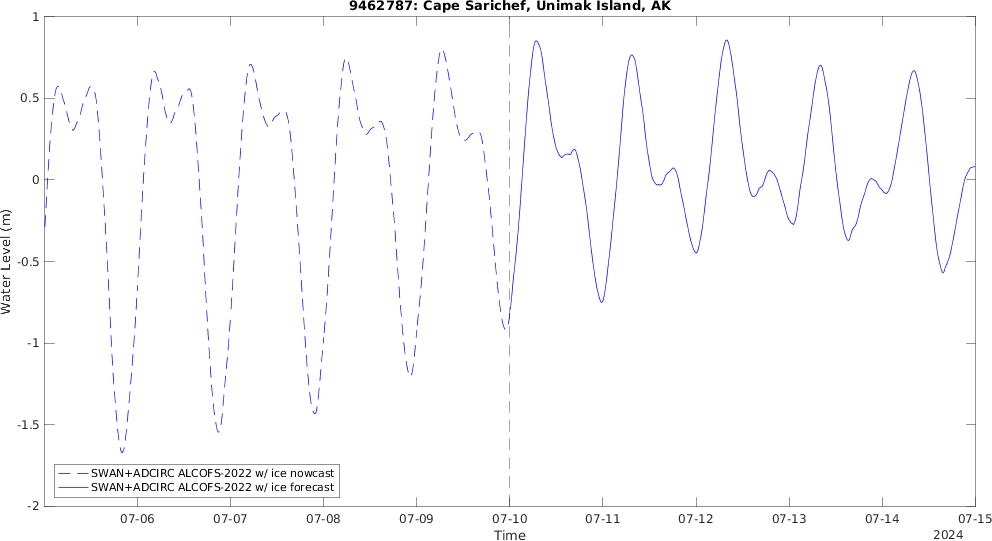 9462787: Cape Sarichef, Unimak Island, AK
1
0.5
0
-0.5
-1
-1.5
-2
Water Level (m)
SWAN+ADCIRC ALCOFS-2022 w/ ice nowcast
SWAN+ADCIRC ALCOFS-2022 w/ ice forecast
07-06 07-07 07-08 07-09 07-10 07-11 07-12 07-13 07-14 07-15
Time
2024